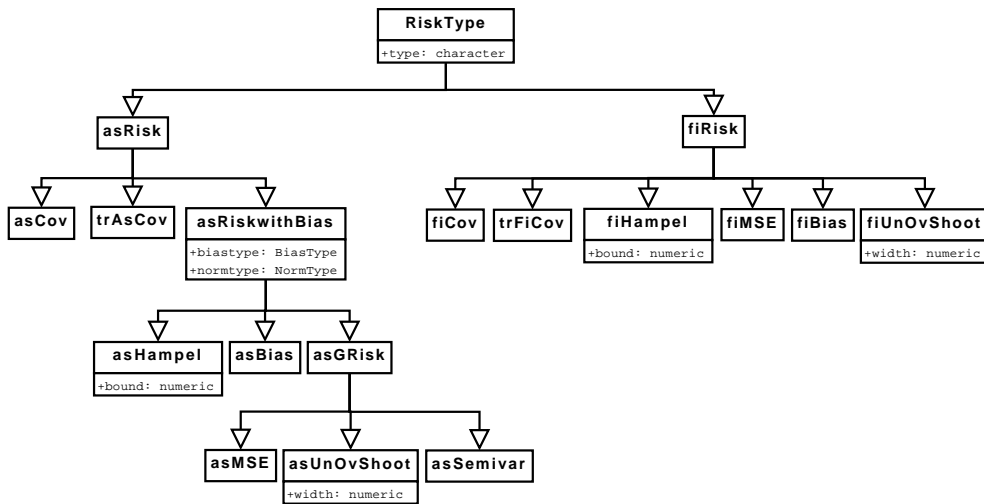 RiskType
+type: character
asRisk
fiRisk
asCov
trAsCov
asRiskwithBias
+biastype: BiasType
+normtype: NormType
fiCov
trFiCov
fiHampel
+bound: numeric
fiMSE
fiBias
fiUnOvShoot
+width: numeric
asHampel
+bound: numeric
asBias
asGRisk
asMSE
asUnOvShoot
+width: numeric
asSemivar